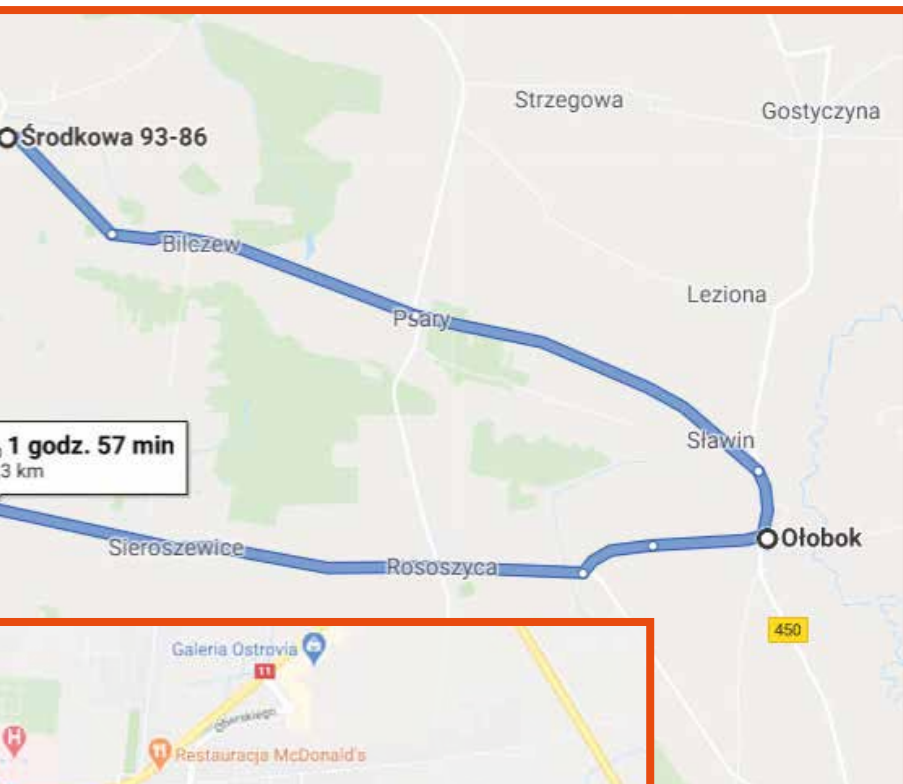 Strzegowa
Gostyczyna
Środkowa 93-86
Bilczew
Leziona
Psary
Sławin
1 godz. 57 min
3 km
Sieroszewice
Rososzyca
Ołobok
450
Galeria Ostrovia
11
H
Restauracja McDonald's